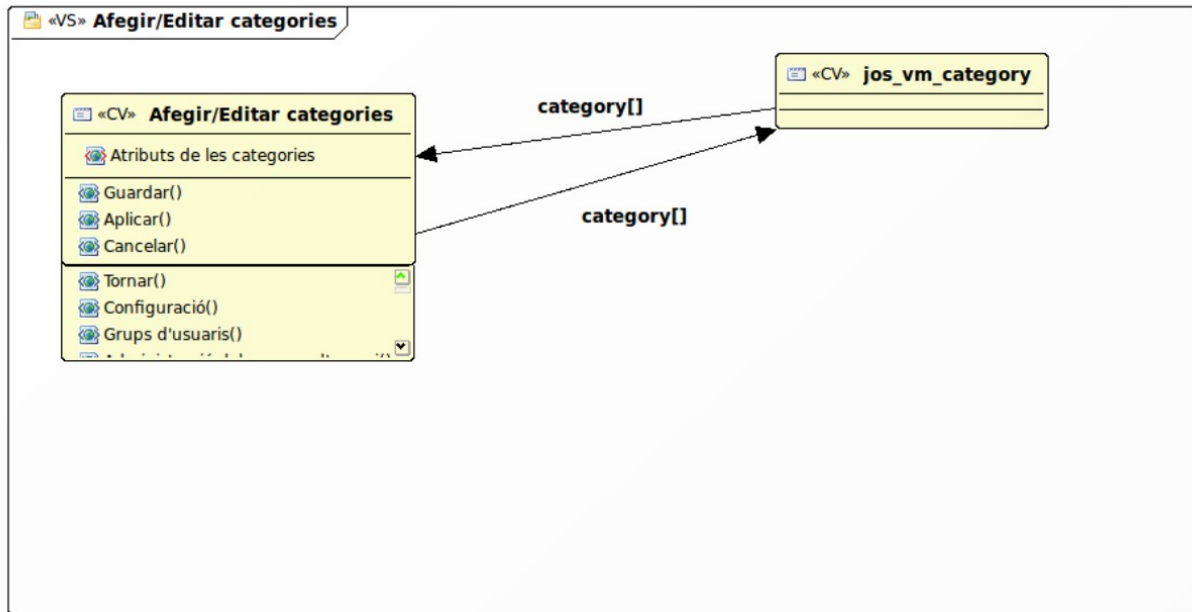 «VS» Afegir/Editar categories
«CV» jos_vm_category
category[]
«CV» Afegir/Editar categories
Atributs de les categories
category[]
Guardar()
Aplicar()
Cancelar()
Tornar()
Configuració()
Grups d'usuaris()